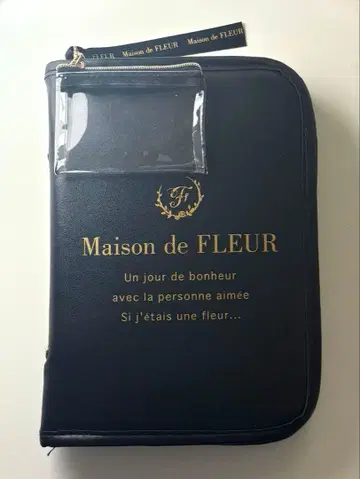 Maison de FLEUR Maison de FLEUR
F
Maison de FLEUR
Un jour de bonheur
avec la personne aimée
Si j'étais une fleur...